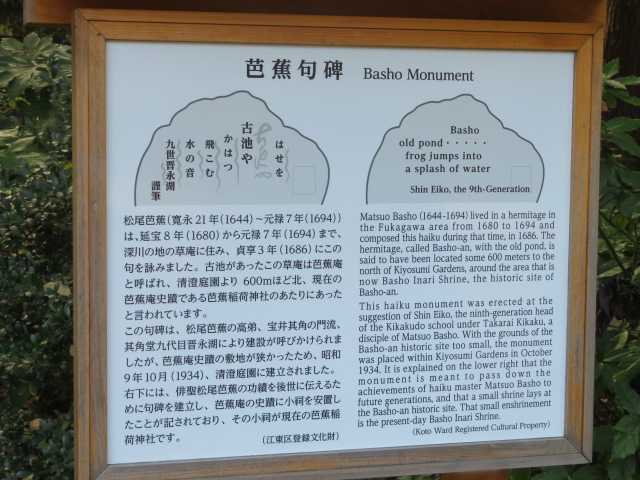 芭蕉句碑 Basho Monument
はせを
古池や
かはつ
飛こむ
水の音
九世晋永湖
謹筆
松尾芭蕉(寛永21年(1644)~元禄7年(1694))
は、延宝8年(1680)から元禄7年(1694)まで、
深川の地の草庵に住み、貞享3年(1686)にこの
句を詠みました。古池があったこの草庵は芭蕉庵
と呼ばれ、清澄庭園より600mほど北、現在の
芭蕉庵史蹟である芭蕉稲荷神社のあたりにあった
と言われています。
この句碑は、松尾芭蕉の高弟、宝井其角の門流、
其角堂九代目晋永湖により建設が呼びかけられま
したが、芭蕉庵史蹟の敷地が狭かったため、昭和
9年10月(1934)、清澄庭園に建立されました。
右下には、俳聖松尾芭蕉の功績を後世に伝えるた
めに句碑を建立し、芭蕉庵の史蹟に小祠を安置し
たことが記されており、その小祠が現在の芭蕉稲
荷神社です。
(江東区登録文化財)
Basho
old pond・・・・・
frog jumps into
a splash of water
Shin Eiko, the 9th-Generation
Matsuo Basho (1644-1694) lived in a hermitage in
the Fukagawa area from 1680 to 1694 and
composed this haiku during that time, in 1686. The
hermitage, called Basho-an, with the old pond, is
said to have been located some 600 meters to the
north of Kiyosumi Gardens, around the area that is
now Basho Inari Shrine, the historic site of
Basho-an.
This haiku monument was erected at the
suggestion of Shin Eiko, the ninth-generation head
of the Kikakudo school under Takarai Kikaku, a
disciple of Matsuo Basho. With the grounds of the
Basho-an historic site too small, the monument
was placed within Kiyosumi Gardens in October
1934. It is explained on the lower right that the
monument is meant to pass down the
achievements of haiku master Matsuo Basho to
future generations, and that a small shrine lays at
the Basho-an historic site. That small enshrinement
is the present-day Basho Inari Shrine.
(Koto Ward Registered Cultural Property)